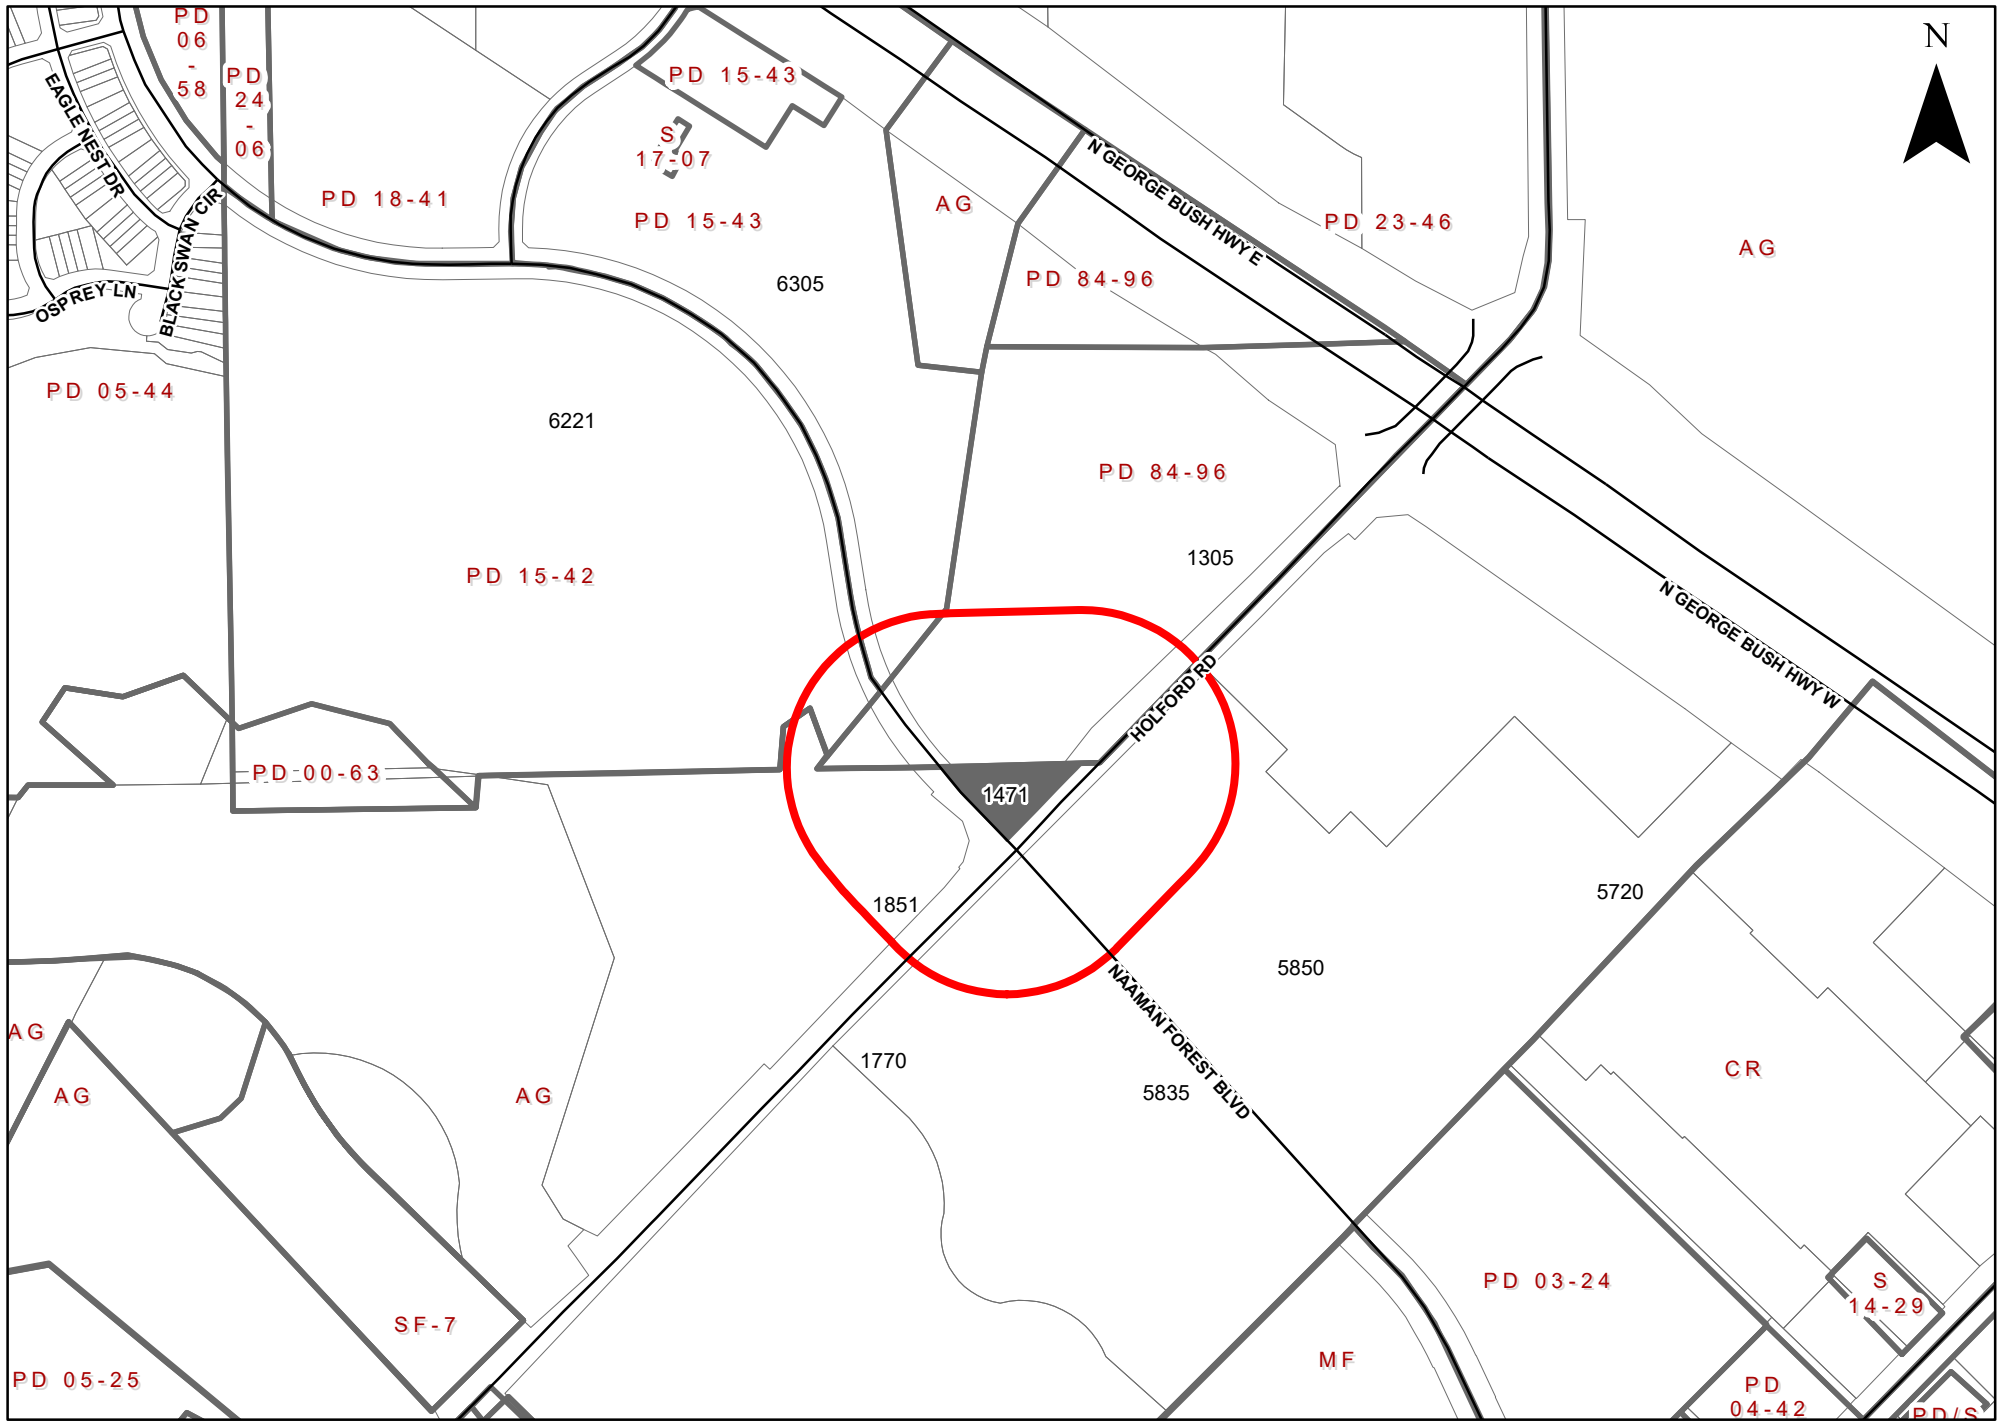 PD
06
-
58
PD
24
-
06
EAGLE NEST DR
BLACK SWAN CIR
OSPREY LN
PD 18-41
PD 15-43
S
17-07
PD 15-43
6305
AG
N GEORGE BUSH HWY E
PD 84-96
PD 23-46
AG
N
PD 05-44
6221
PD 84-96
PD 15-42
1305
N GEORGE BUSH HWY W
HOLFORD RD
PD 00-63
1471
1851
5720
5850
NAAMAN FOREST BLVD
AG
AG
AG
1770
5835
CR
SF-7
PD 03-24
S
14-29
PD 05-25
MF
PD
04-42
PD/S